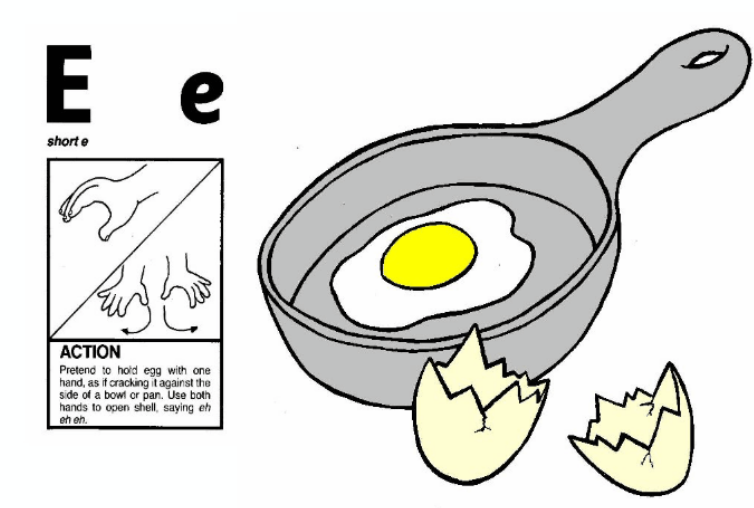 E e
short e
ACTION
Pretend to hold egg with one
hand, as if cracking it against the
side of a bowl or pan. Use both
hands to open shell, saying eh
eh eh.